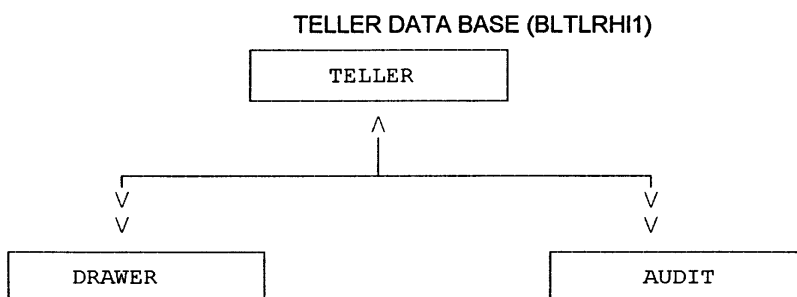 TELLER DATA BASE (BLTLRHI1)
TELLER
DRAWER
AUDIT